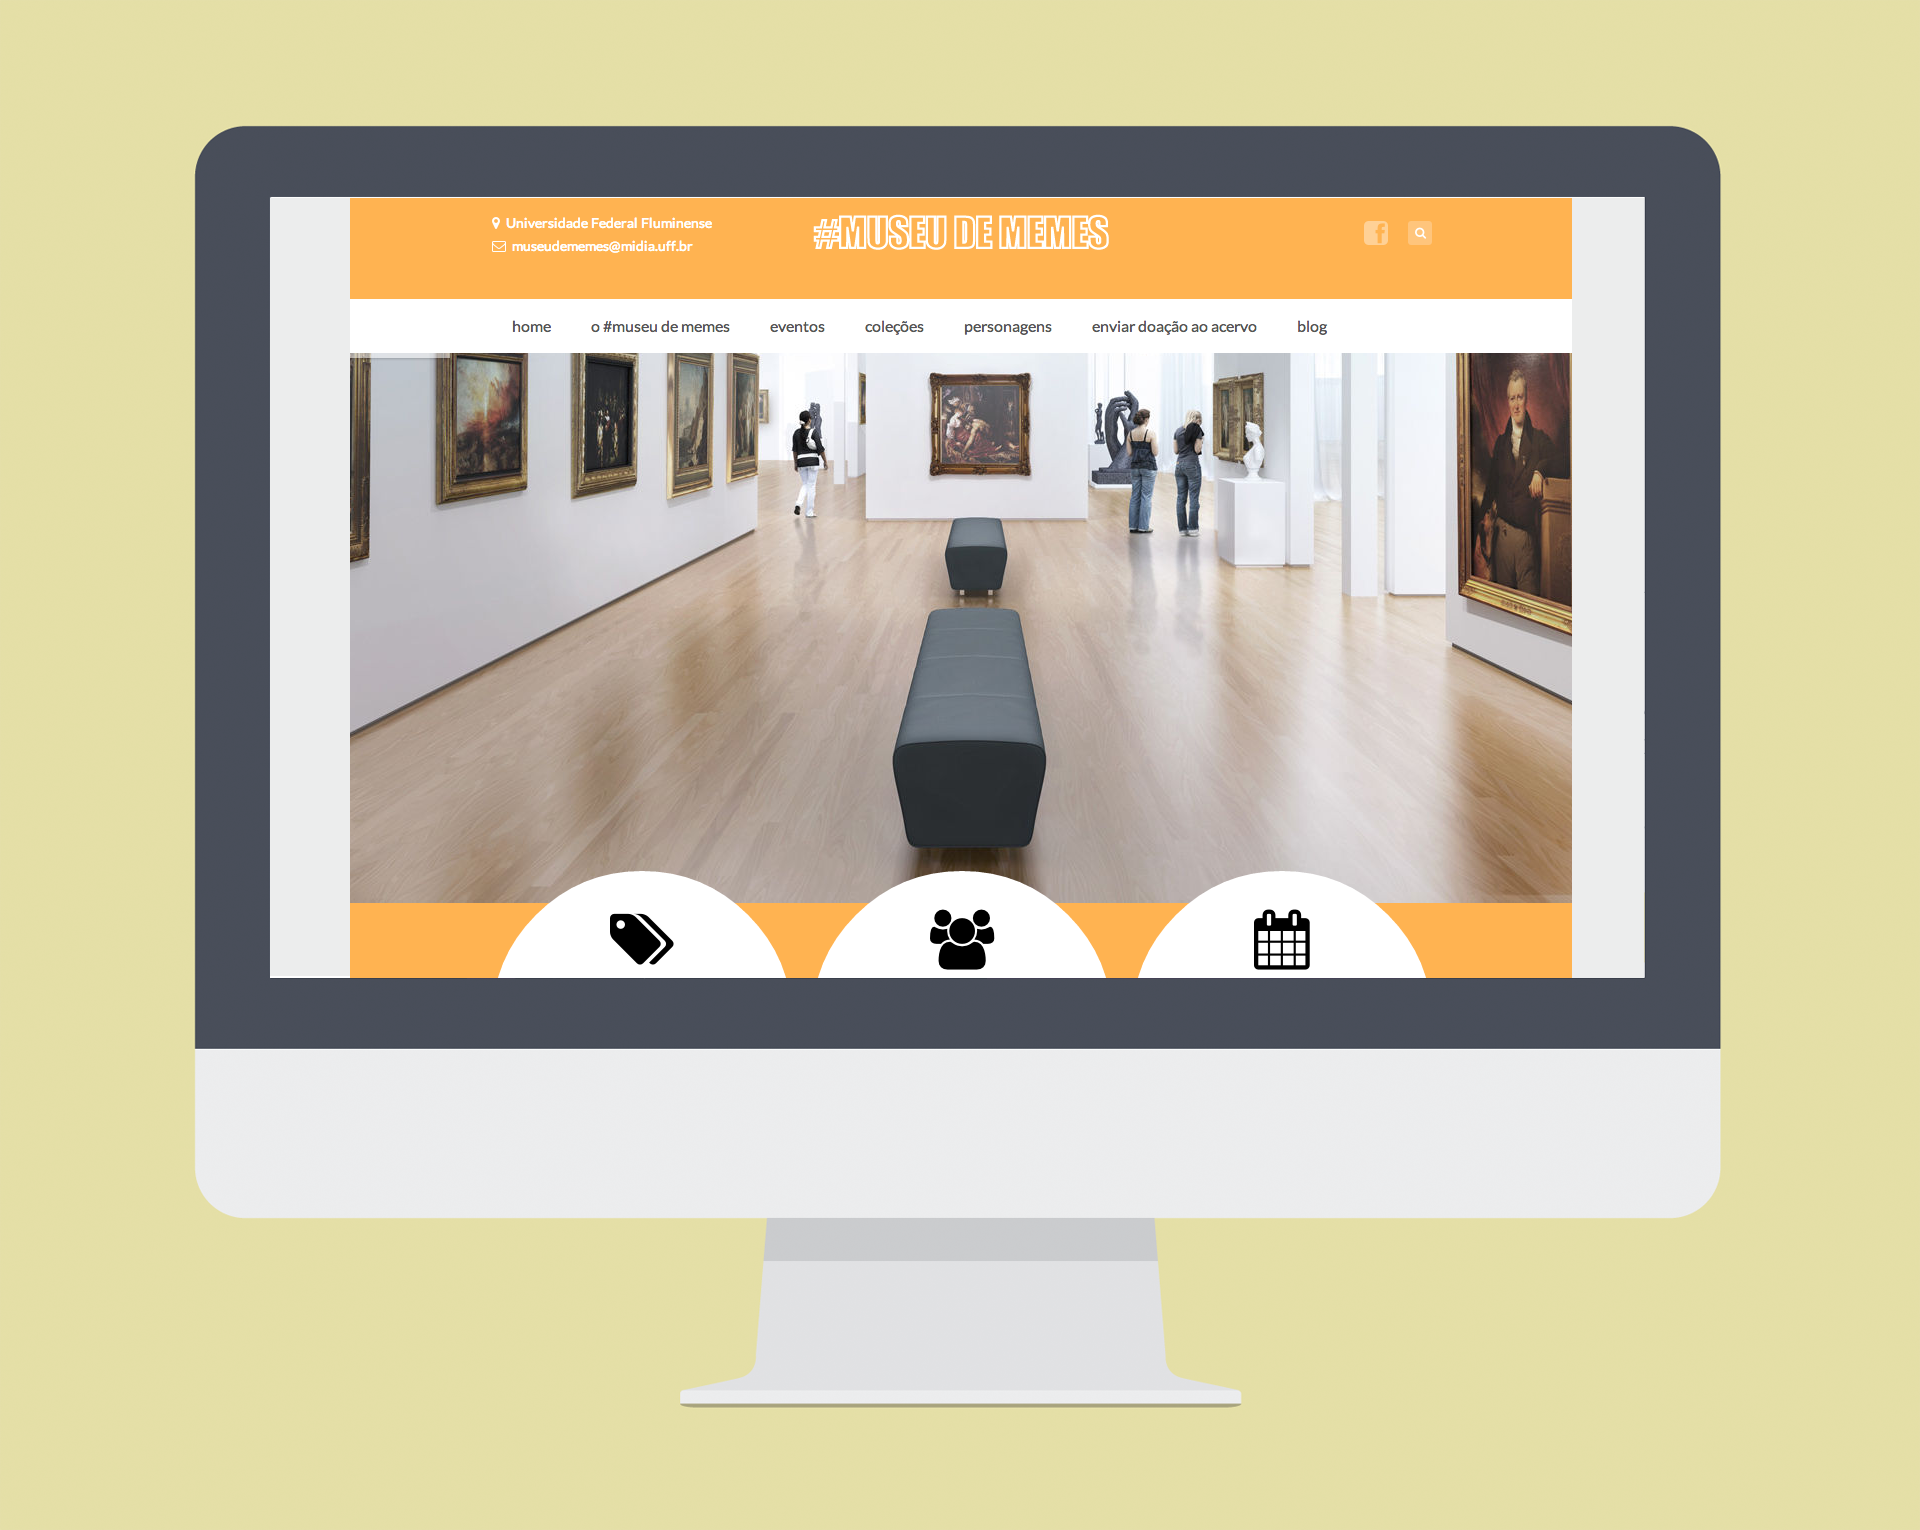 Universidade Federal Fluminense
museudememes@midia.uff.br
#MUSEU DE MEMES
home o #museu de memes eventos coleções personagens enviar doação ao acervo blog